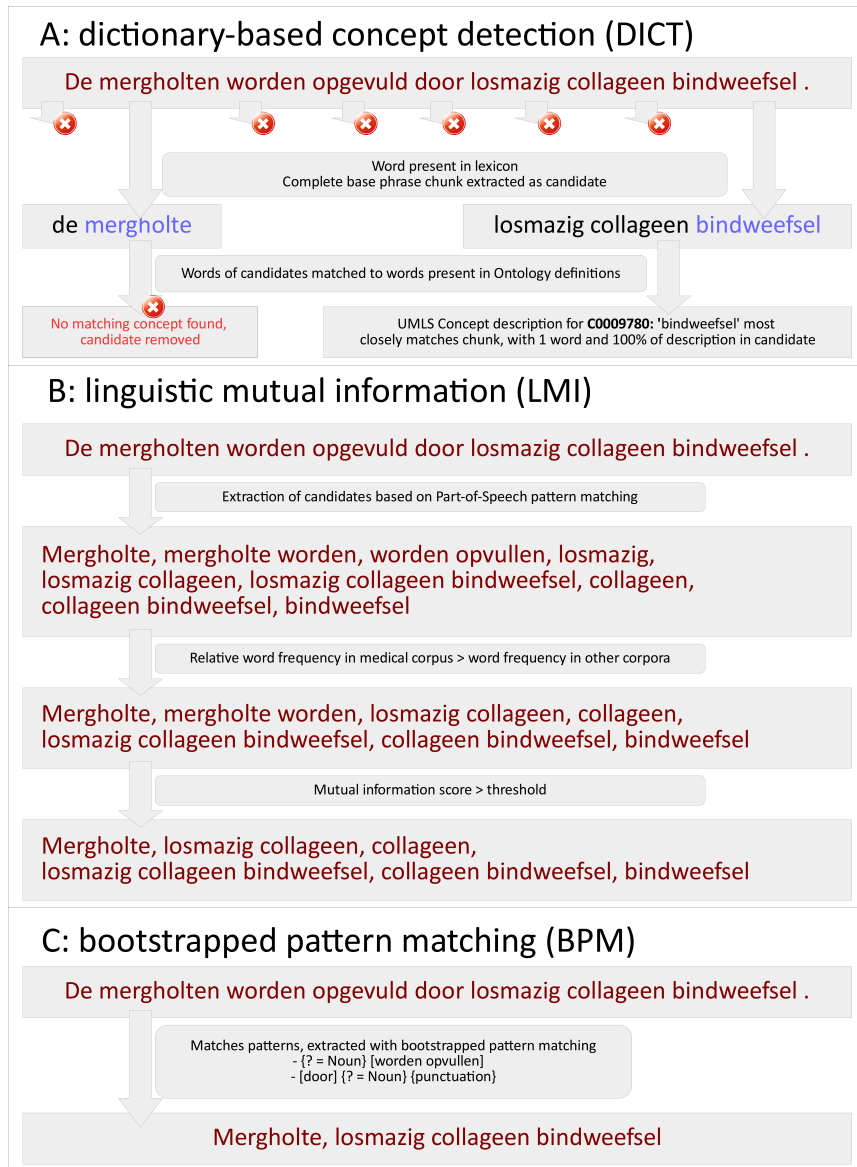 A: dictionary-based concept detection (DICT)
De mergholten worden opgevuld door losmazig collageen bindweefsel .
Word present in lexicon
Complete base phrase chunk extracted as candidate
de mergholte
losmazig collageen bindweefsel
Words of candidates matched to words present in Ontology definitions
No matching concept found,
candidate removed
UMLS Concept description for C0009780: 'bindweefsel' most
closely matches chunk, with 1 word and 100% of description in candidate
B: linguistic mutual information (LMI)
De mergholten worden opgevuld door losmazig collageen bindweefsel .
Extraction of candidates based on Part-of-Speech pattern matching
Mergholte, mergholte worden, worden opvullen, losmazig,
losmazig collageen, losmazig collageen bindweefsel, collageen,
collageen bindweefsel, bindweefsel
Relative word frequency in medical corpus > word frequency in other corpora
Mergholte, mergholte worden, losmazig collageen, collageen,
losmazig collageen bindweefsel, collageen bindweefsel, bindweefsel
Mutual information score > threshold
Mergholte, losmazig collageen, collageen,
losmazig collageen bindweefsel, collageen bindweefsel, bindweefsel
C: bootstrapped pattern matching (BPM)
De mergholten worden opgevuld door losmazig collageen bindweefsel .
Matches patterns, extracted with bootstrapped pattern matching
- {? = Noun} [worden opvullen]
- [door] {? = Noun} {punctuation}
Mergholte, losmazig collageen bindweefsel